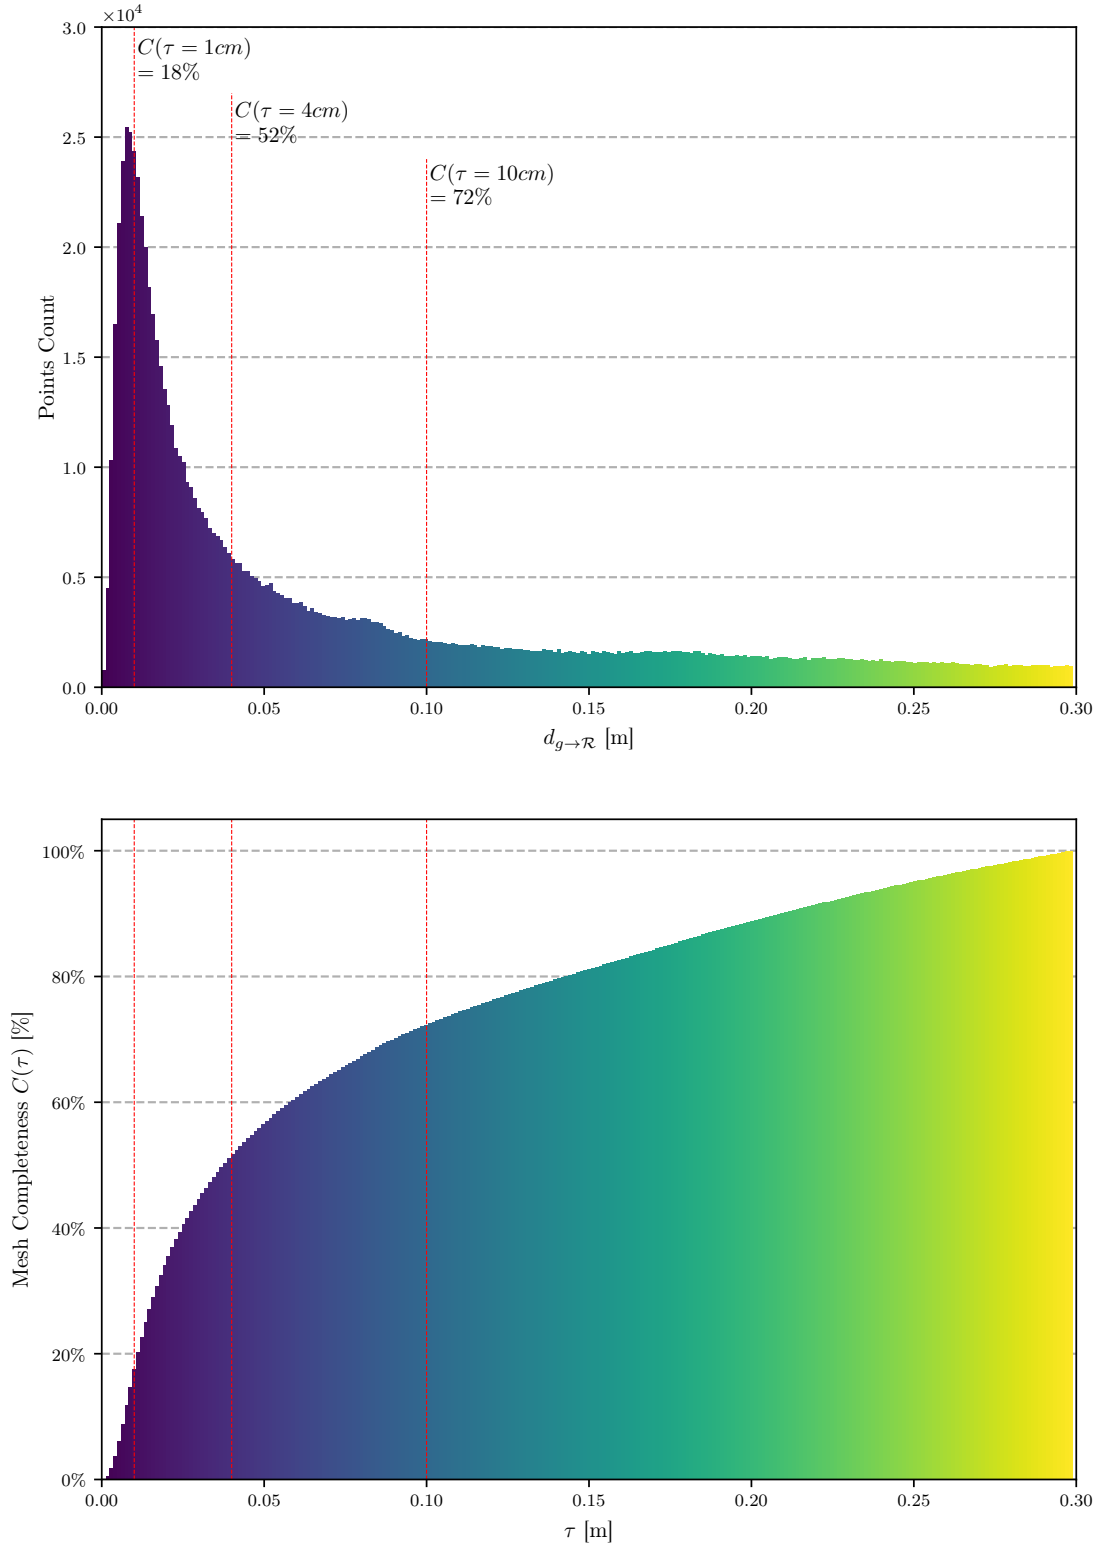 ×10⁴
3.0
C(τ = 1cm)
= 18%
C(τ = 4cm)
= 52%
2.5
C(τ = 10cm)
= 72%
2.0
1.5
Points Count
1.0
0.5
0.0
0.00 0.05 0.10 0.15 0.20 0.25 0.30
d_{g→ℛ} [m]
100%
80%
60%
Mesh Completeness C(τ) [%]
40%
20%
0%
0.00 0.05 0.10 0.15 0.20 0.25 0.30
τ [m]